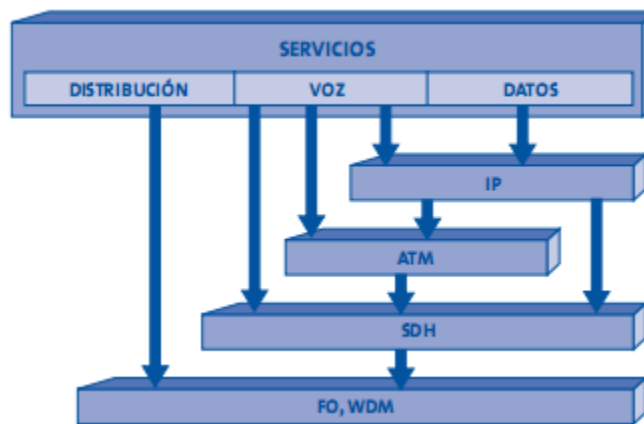 SERVICIOS
DISTRIBUCIÓN VOZ DATOS
IP
ATM
SDH
FO, WDM